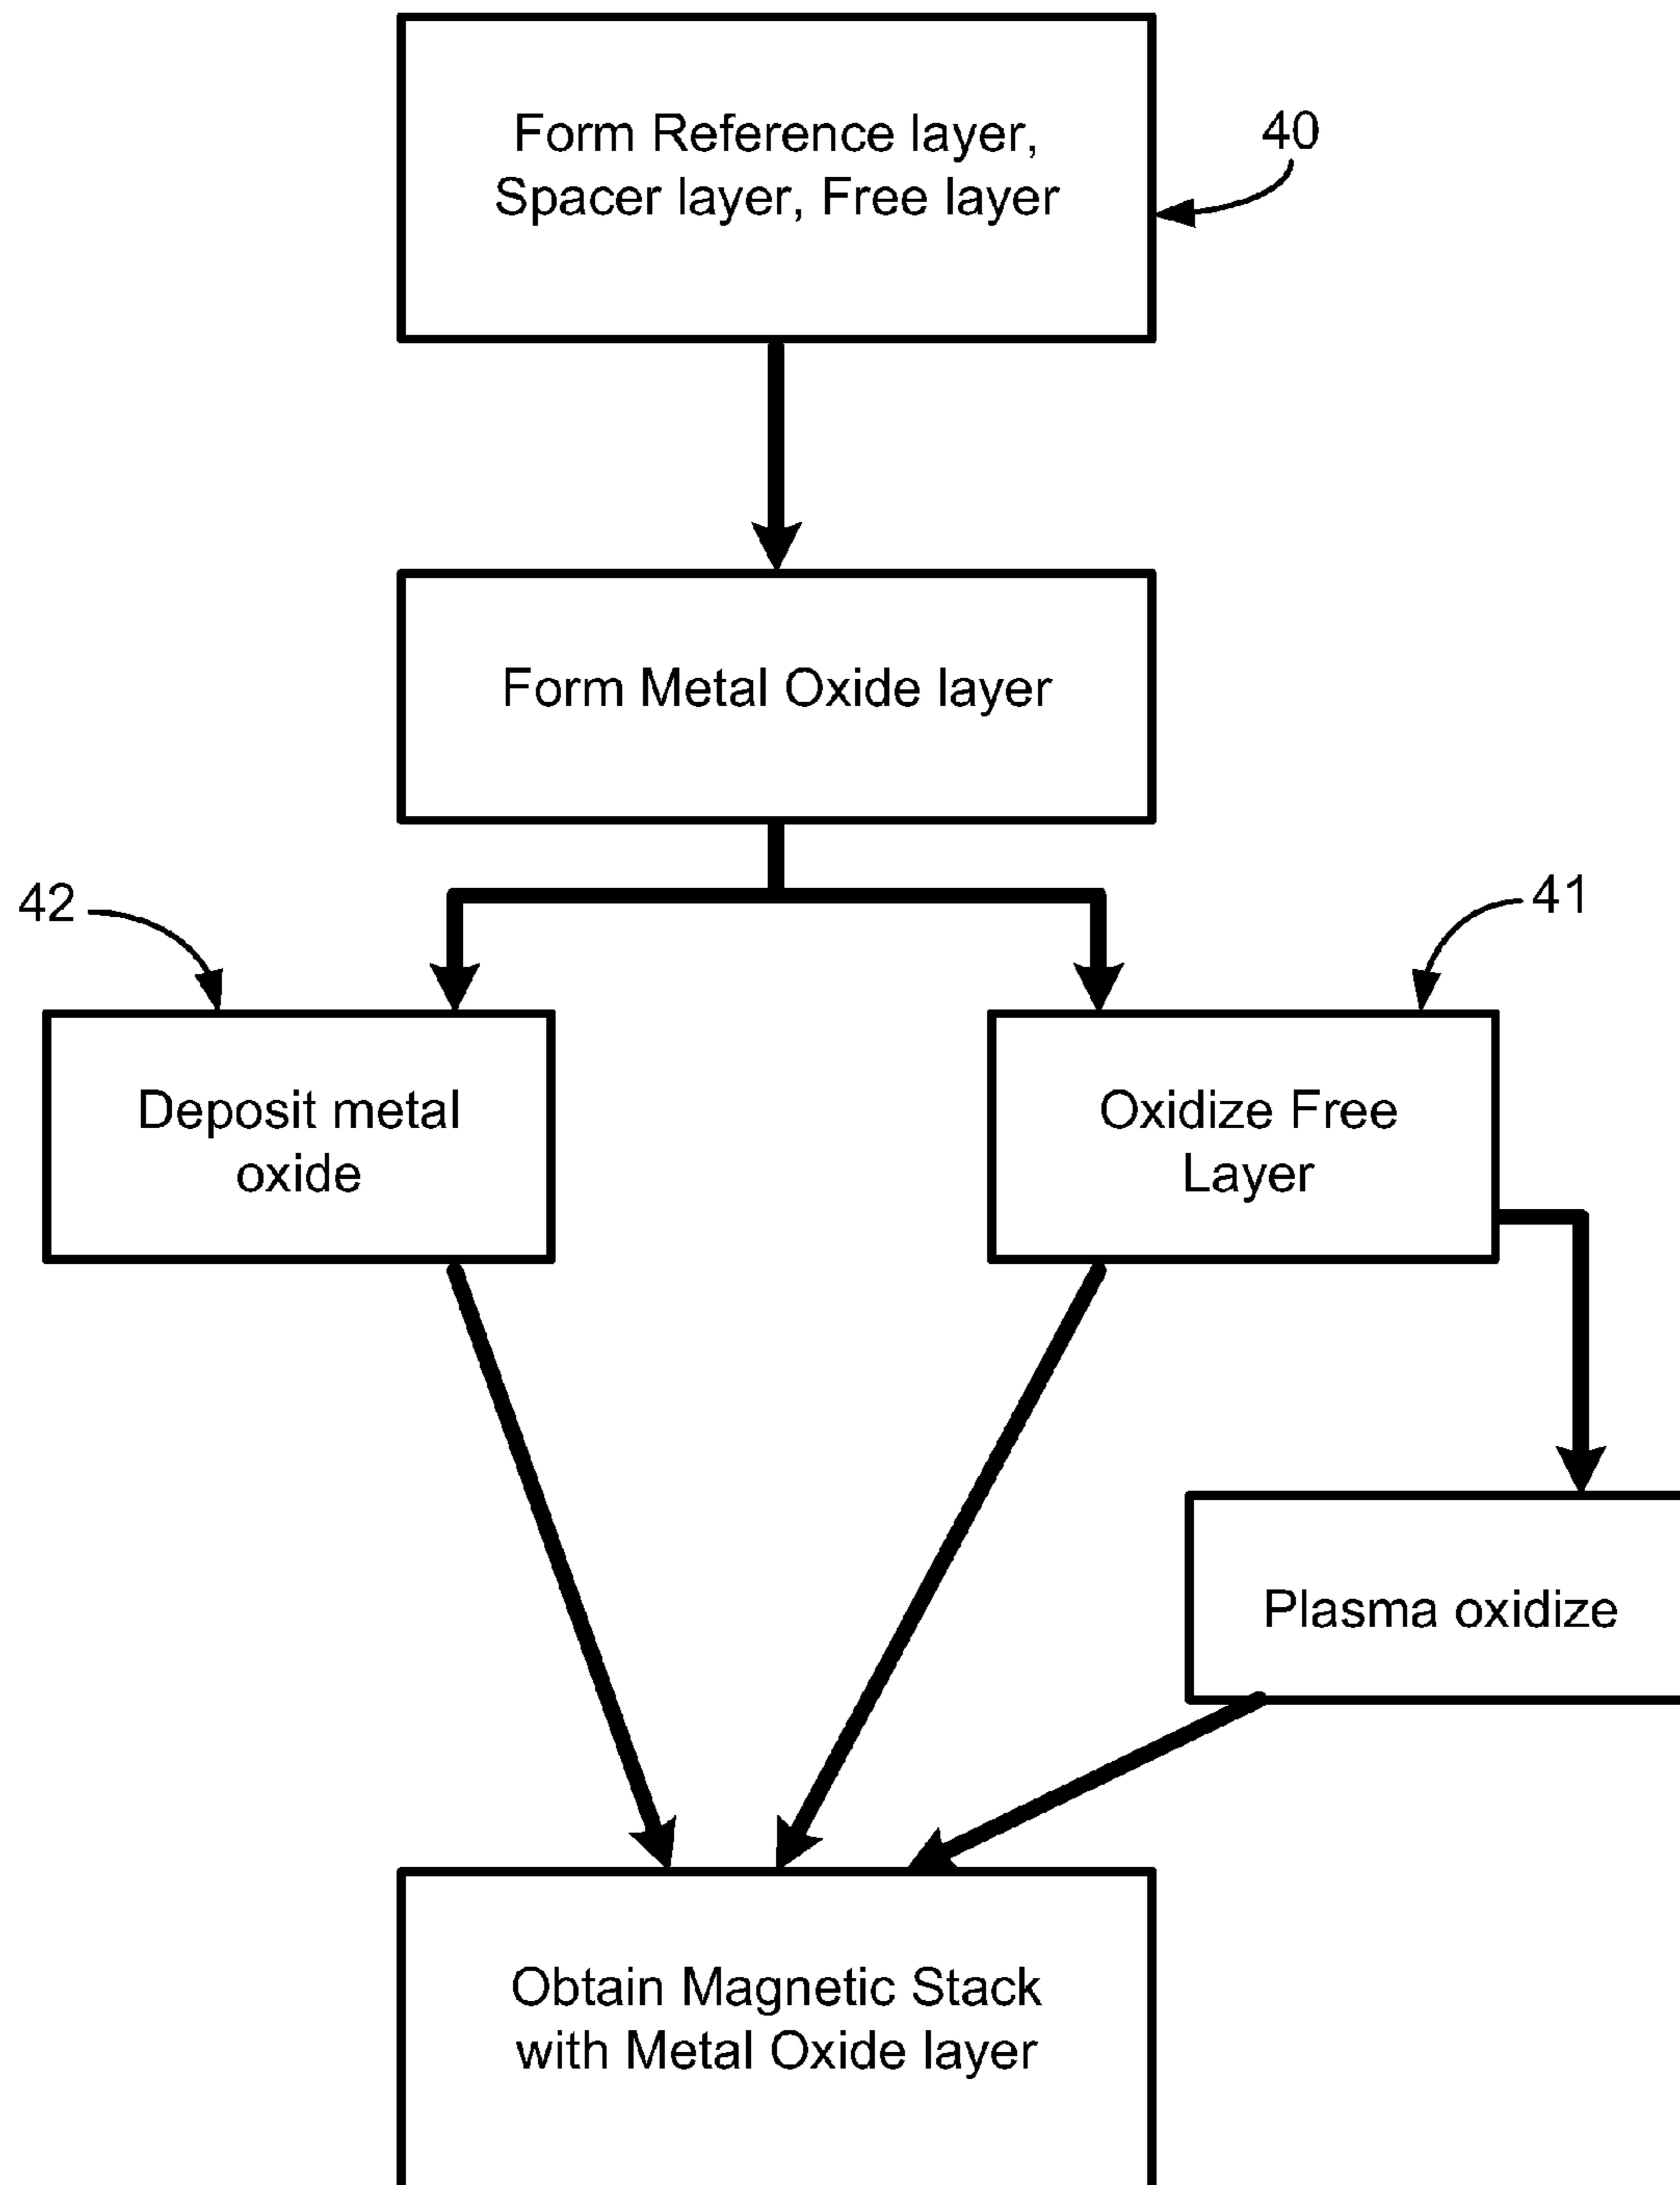 Form Reference layer,
Spacer layer, Free layer
40
Form Metal Oxide layer
42
41
Deposit metal
oxide
Oxidize Free
Layer
Plasma oxidize
Obtain Magnetic Stack
with Metal Oxide layer